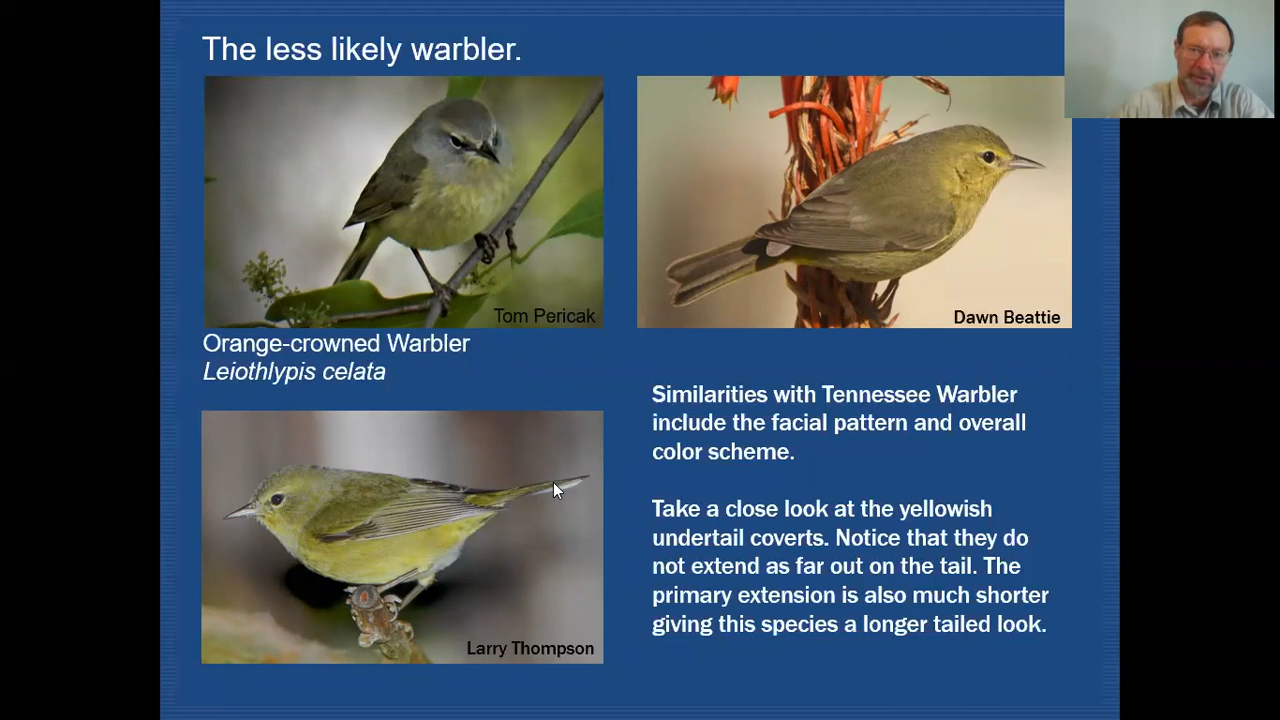 The less likely warbler.
Tom Pericak
Dawn Beattie
Orange-crowned Warbler
Leiothlypis celata
Larry Thompson
Similarities with Tennessee Warbler
include the facial pattern and overall
color scheme.
Take a close look at the yellowish
undertail coverts. Notice that they do
not extend as far out on the tail. The
primary extension is also much shorter
giving this species a longer tailed look.